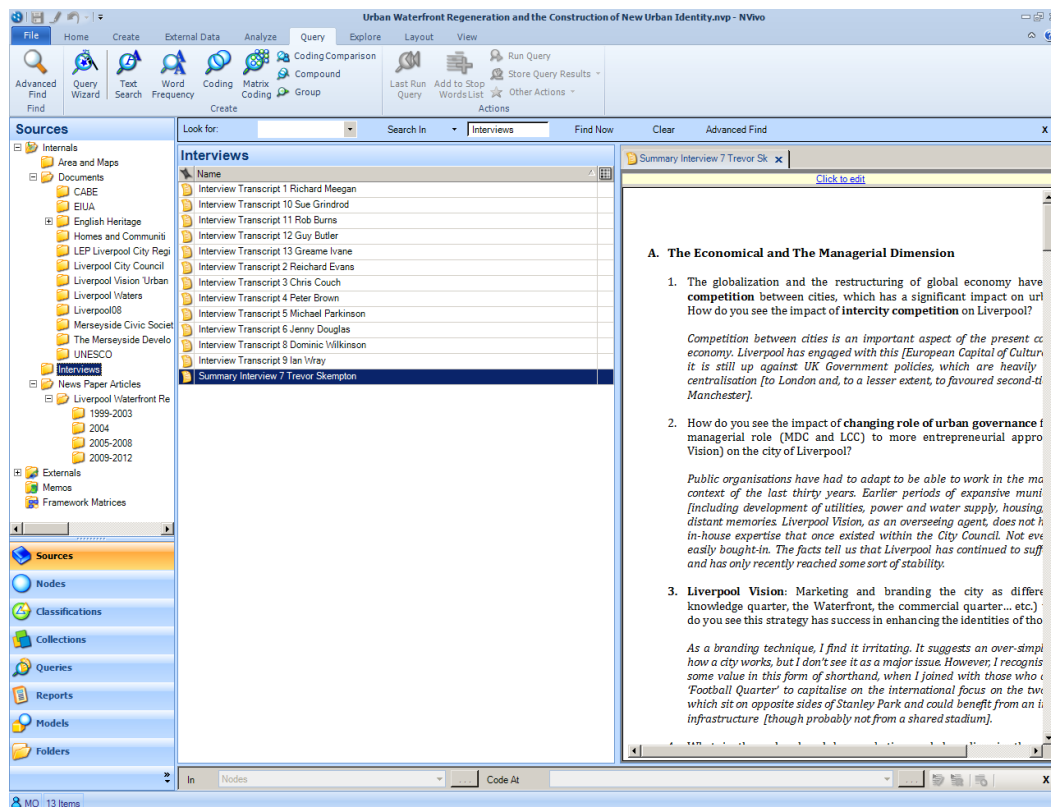 Urban Waterfront Regeneration and the Construction of New Urban Identity.nvp - NVivo
File Home Create External Data Analyze Query Explore Layout View
Advanced Find
Query Wizard
Text Search
Word Frequency
Coding
Matrix Coding
Coding Comparison
Compound
Group
Last Run Query
Add to Stop Words List
Run Query
Store Query Results
Other Actions
Find Create Actions
Sources
Look for: Search In Interviews Find Now Clear Advanced Find x
Internals
Area and Maps
Documents
CABE
EIUA
English Heritage
Homes and Communiti
LEP Liverpool City Regi
Liverpool City Council
Liverpool Vision 'Urban
Liverpool Waters
Liverpool08
Merseyside Civic Societ
The Merseyside Develo
UNESCO
Interviews
News Paper Articles
Liverpool Waterfront Re
1999-2003
2004
2005-2008
2009-2012
Externals
Memos
Framework Matrices
Sources
Nodes
Classifications
Collections
Queries
Reports
Models
Folders
Interviews
Name
Interview Transcript 1 Richard Meegan
Interview Transcript 10 Sue Grindrod
Interview Transcript 11 Rob Burns
Interview Transcript 12 Guy Butler
Interview Transcript 13 Greame Ivane
Interview Transcript 2 Reichard Evans
Interview Transcript 3 Chris Couch
Interview Transcript 4 Peter Brown
Interview Transcript 5 Michael Parkinson
Interview Transcript 6 Jenny Douglas
Interview Transcript 8 Dominic Wilkinson
Interview Transcript 9 Ian Wray
Summary Interview 7 Trevor Skempton
Summary Interview 7 Trevor Sk x
Click to edit
A. The Economical and The Managerial Dimension
1. The globalization and the restructuring of global economy have
competition between cities, which has a significant impact on url
How do you see the impact of intercity competition on Liverpool?
Competition between cities is an important aspect of the present co
economy. Liverpool has engaged with this [European Capital of Culture
it is still up against UK Government policies, which are heavily
centralisation [to London and, to a lesser extent, to favoured second-ti
Manchester].
2. How do you see the impact of changing role of urban governance f
managerial role (MDC and LCC) to more entrepreneurial appro
Vision) on the city of Liverpool?
Public organisations have had to adapt to be able to work in the ma
context of the last thirty years. Earlier periods of expansive muni
[including development of utilities, power and water supply, housing,
distant memories. Liverpool Vision, as an overseeing agent, does not h
in-house expertise that once existed within the City Council. Not eve
easily bought-in. The facts tell us that Liverpool has continued to suff
and has only recently reached some sort of stability.
3. Liverpool Vision: Marketing and branding the city as differe
knowledge quarter, the Waterfront, the commercial quarter... etc.)
do you see this strategy has success in enhancing the identities of tho
As a branding technique, I find it irritating. It suggests an over-simpl
how a city works, but I don't see it as a major issue. However, I recognis
some value in this form of shorthand, when I joined with those who
'Football Quarter' to capitalise on the international focus on the two
which sit on opposite sides of Stanley Park and could benefit from an i
infrastructure [though probably not from a shared stadium].
In Nodes ... Code At ... x
MO 13 Items